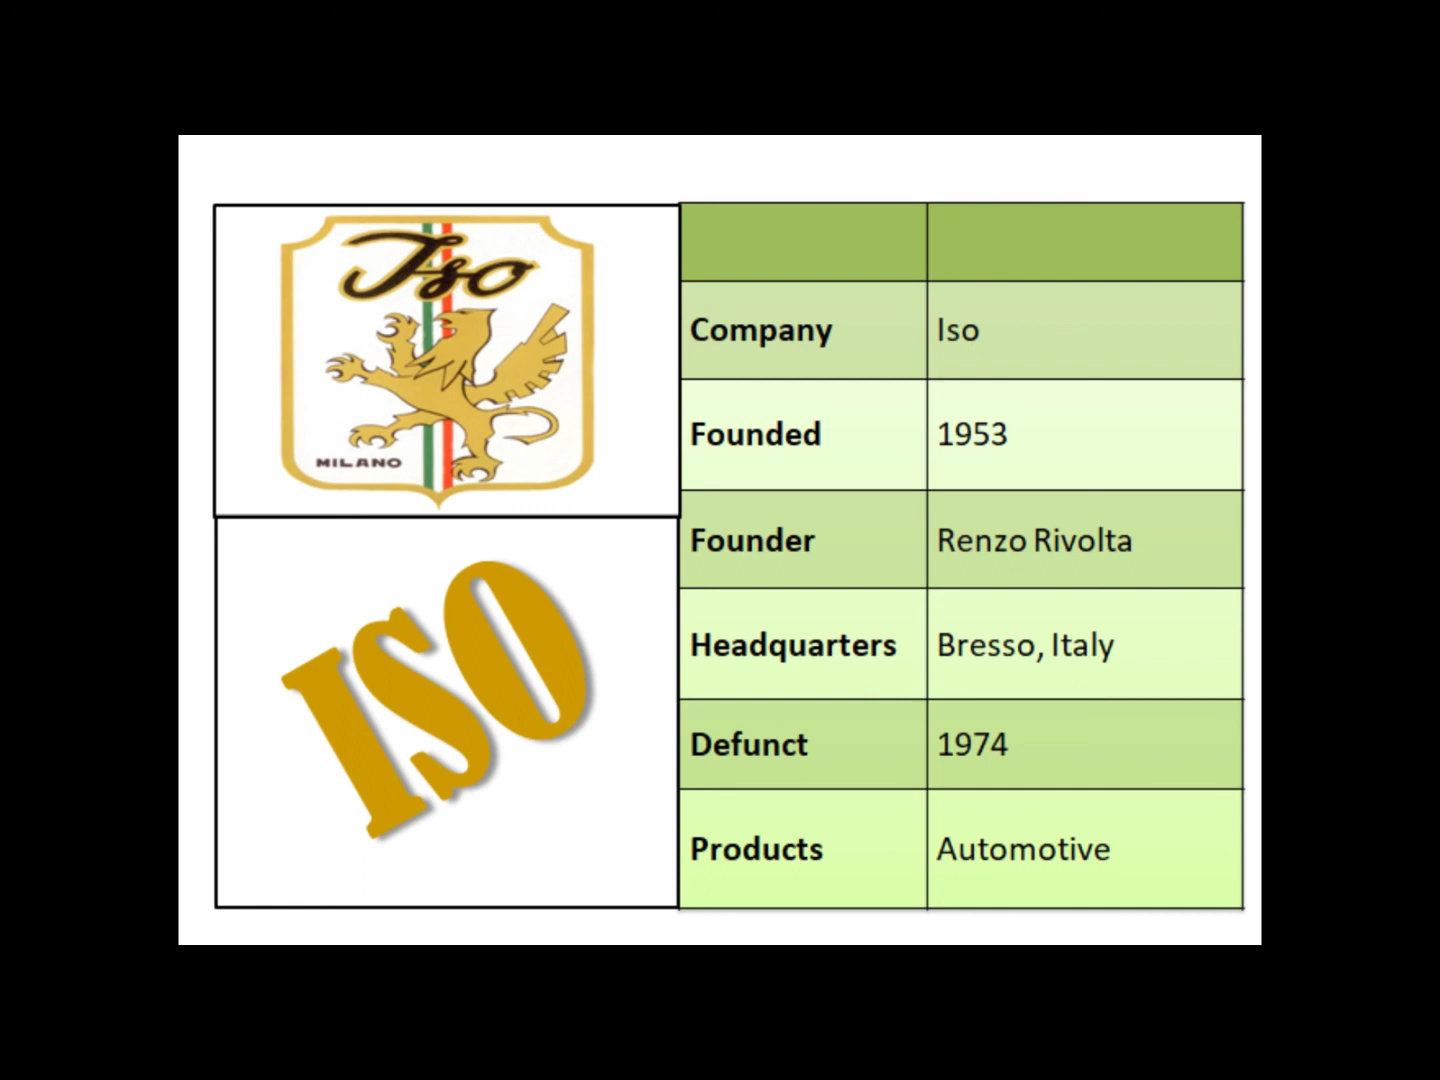 Iso
MILANO
ISO
Company Iso
Founded 1953
Founder Renzo Rivolta
Headquarters Bresso, Italy
Defunct 1974
Products Automotive